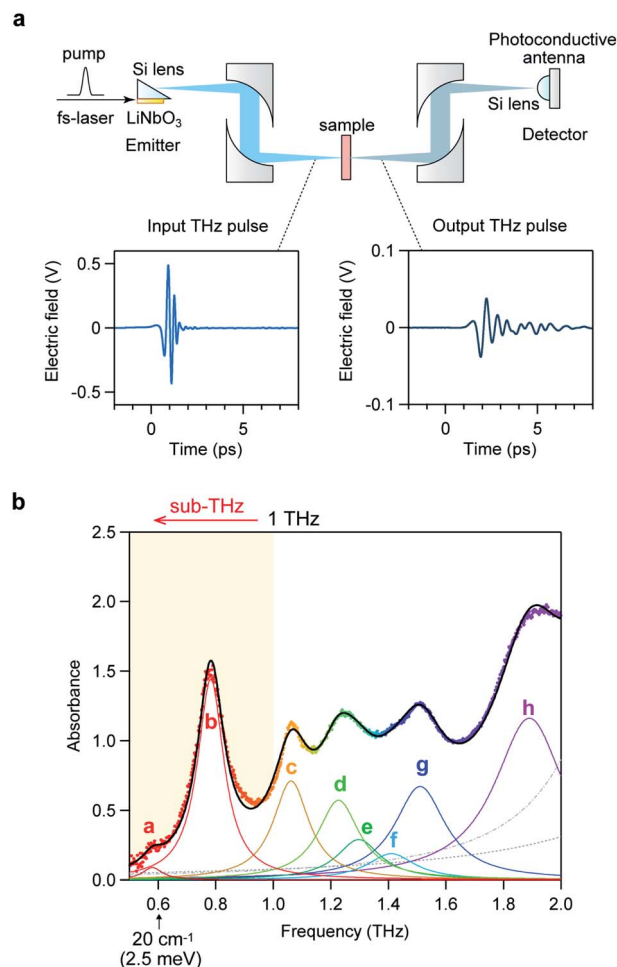 a
pump
fs-laser
Si lens
LiNbO3
Emitter
sample
Photoconductive
antenna
Si lens
Detector
Input THz pulse
Output THz pulse
Electric field (V)
0.5
0
-0.5
0
5
Time (ps)
Electric field (V)
0.1
0
-0.1
0
5
Time (ps)
b
sub-THz
1 THz
Absorbance
2.5
2.0
1.5
1.0
0.5
0.0
a
b
c
d
e
f
g
h
0.6
0.8
1.0
1.2
1.4
1.6
1.8
2.0
Frequency (THz)
20 cm-1
(2.5 meV)